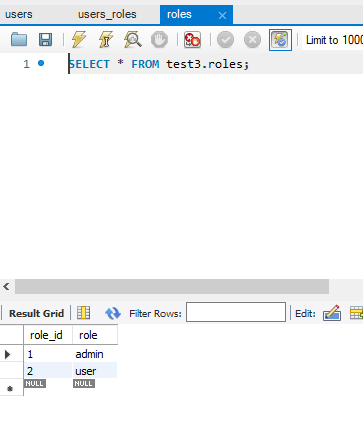 users users_roles roles
Limit to 1000
1 SELECT * FROM test3.roles;
Result Grid Filter Rows: Edit:
role_id role
1 admin
2 user
NULL NULL